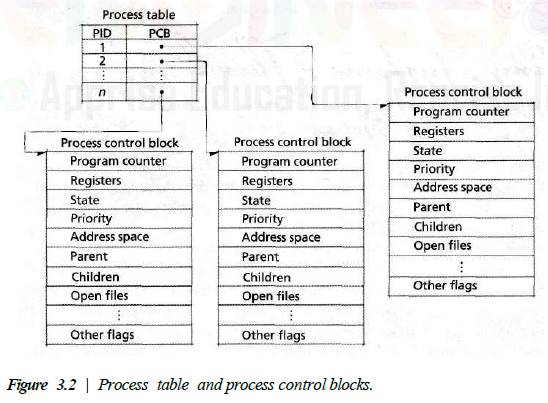 Process table
PID PCB
1
2
n
Process control block
Program counter
Registers
State
Priority
Address space
Parent
Children
Open files
Other flags
Process control block
Program counter
Registers
State
Priority
Address space
Parent
Children
Open files
Other flags
Process control block
Program counter
Registers
State
Priority
Address space
Parent
Children
Open files
Other flags
Figure 3.2 | Process table and process control blocks.